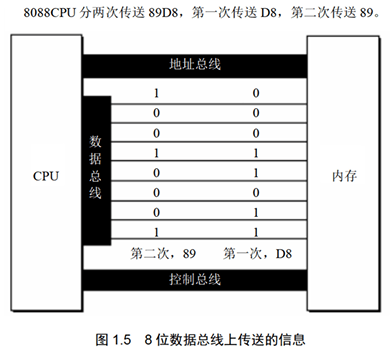 8088CPU 分两次传送 89D8，第一次传送 D8，第二次传送 89。
地址总线
1 0
0 0
0 0
1 1
0 1
0 0
0 1
1 1
CPU
数据总线
内存
第二次，89 第一次，D8
控制总线
图 1.5 8 位数据总线上传送的信息